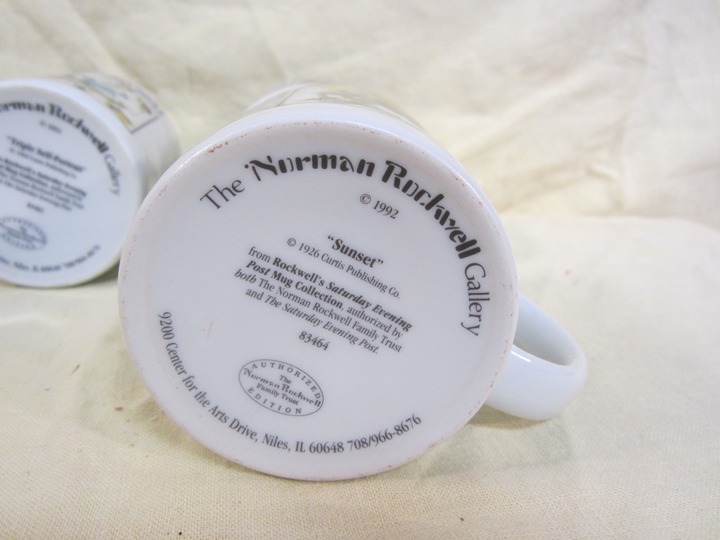 The Norman Rockwell Gallery
© 1992
"Sunset"
© 1926 Curtis Publishing Co.
from Rockwell's Saturday Evening
Post Mug Collection, authorized by
both The Norman Rockwell Family Trust
and The Saturday Evening Post.
83464
AUTHORIZED
The
Norman Rockwell
Family Trust
EDITION
9200 Center for the Arts Drive, Niles, IL 60648 708/966-8676
Norman Rockwell Gallery
"Triple Self-Portrait"